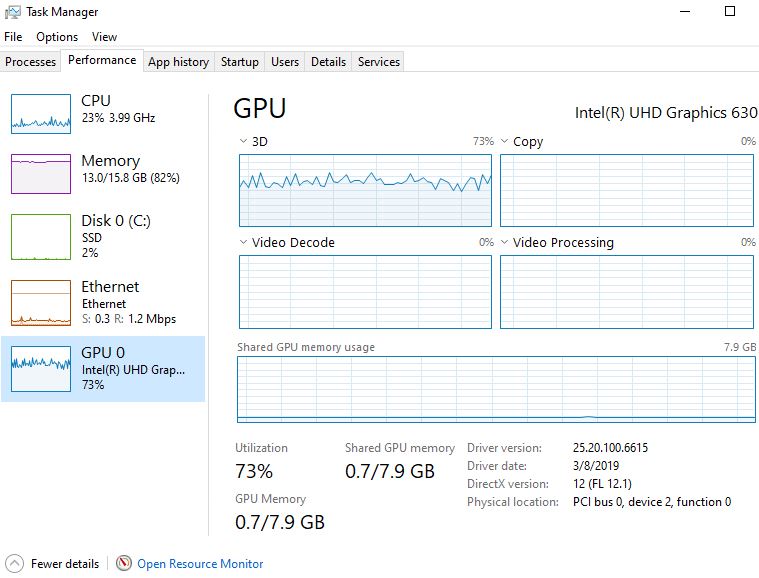 Task Manager
File Options View
Processes Performance App history Startup Users Details Services
CPU
23% 3.99 GHz
Memory
13.0/15.8 GB (82%)
Disk 0 (C:)
SSD
2%
Ethernet
Ethernet
S: 0.3 R: 1.2 Mbps
GPU 0
Intel(R) UHD Grap...
73%
GPU Intel(R) UHD Graphics 630
3D 73% Copy 0%
Video Decode 0% Video Processing 0%
Shared GPU memory usage 7.9 GB
Utilization
73%
Shared GPU memory
0.7/7.9 GB
GPU Memory
0.7/7.9 GB
Driver version: 25.20.100.6615
Driver date: 3/8/2019
DirectX version: 12 (FL 12.1)
Physical location: PCI bus 0, device 2, function 0
Fewer details Open Resource Monitor